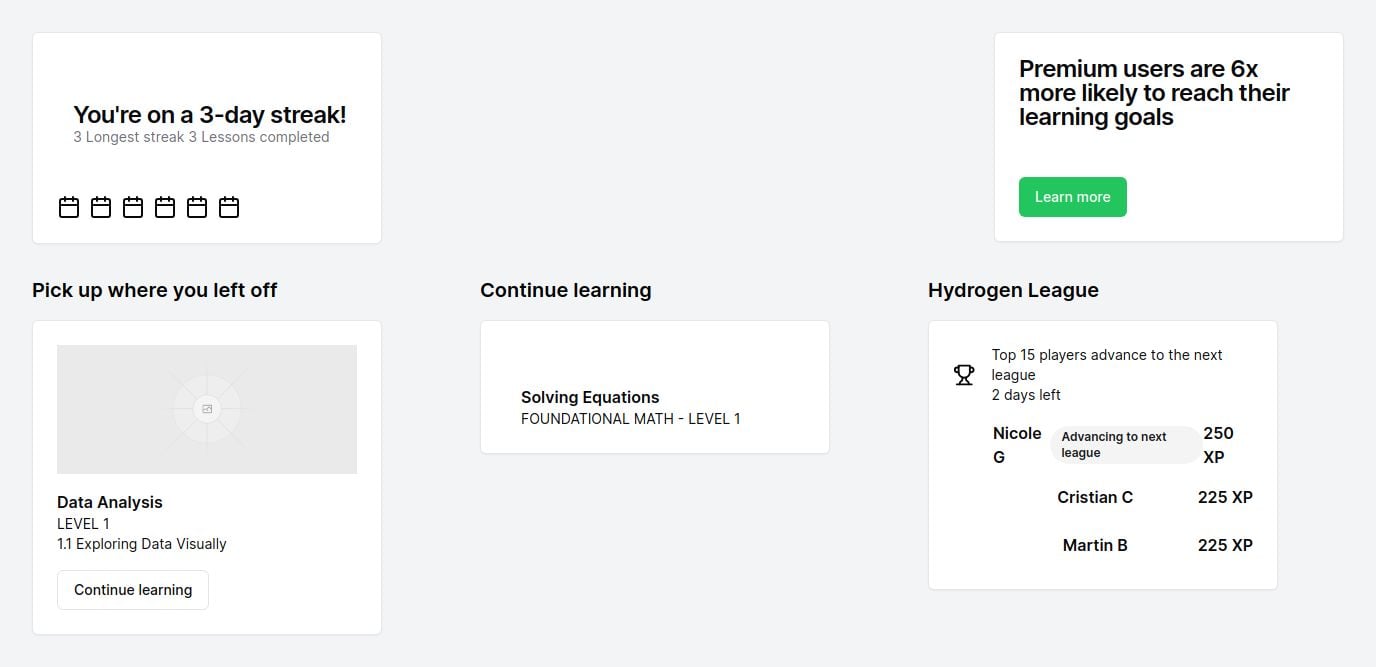 You're on a 3-day streak!
3 Longest streak 3 Lessons completed
Premium users are 6x
more likely to reach their
learning goals
Learn more
Pick up where you left off
Data Analysis
LEVEL 1
1.1 Exploring Data Visually
Continue learning
Continue learning
Solving Equations
FOUNDATIONAL MATH - LEVEL 1
Hydrogen League
Top 15 players advance to the next
league
2 days left
Nicole
G
Advancing to next
league
250
XP
Cristian C 225 XP
Martin B 225 XP